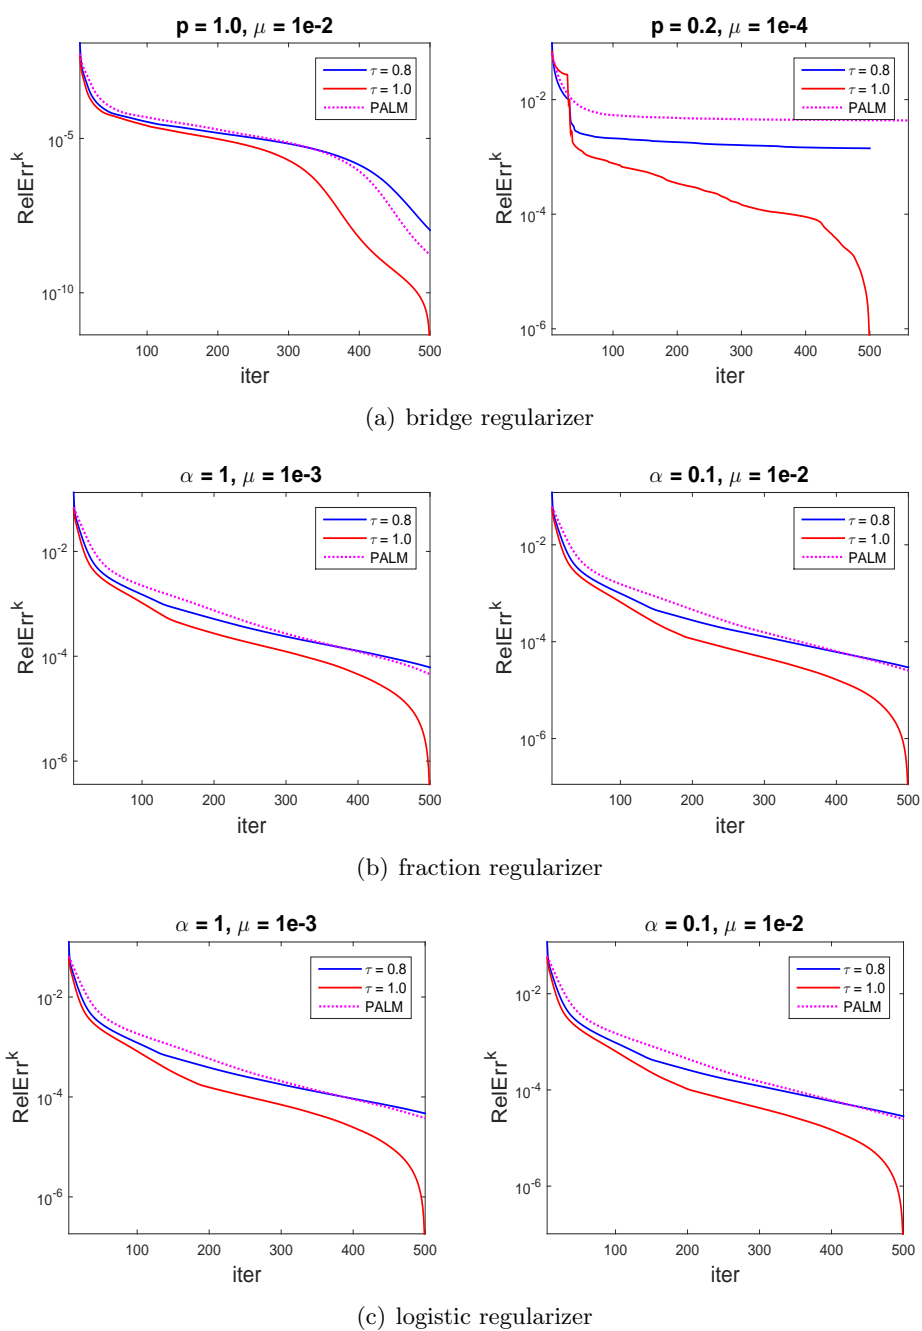 p = 1.0, μ = 1e-2
τ = 0.8
τ = 1.0
PALM
RelErr^k
10^-5
10^-10
100 200 300 400 500
iter
p = 0.2, μ = 1e-4
τ = 0.8
τ = 1.0
PALM
RelErr^k
10^-2
10^-4
10^-6
100 200 300 400 500
iter
(a) bridge regularizer
α = 1, μ = 1e-3
τ = 0.8
τ = 1.0
PALM
RelErr^k
10^-2
10^-4
10^-6
100 200 300 400 500
iter
α = 0.1, μ = 1e-2
τ = 0.8
τ = 1.0
PALM
RelErr^k
10^-2
10^-4
10^-6
100 200 300 400 500
iter
(b) fraction regularizer
α = 1, μ = 1e-3
τ = 0.8
τ = 1.0
PALM
RelErr^k
10^-2
10^-4
10^-6
100 200 300 400 500
iter
α = 0.1, μ = 1e-2
τ = 0.8
τ = 1.0
PALM
RelErr^k
10^-2
10^-4
10^-6
100 200 300 400 500
iter
(c) logistic regularizer